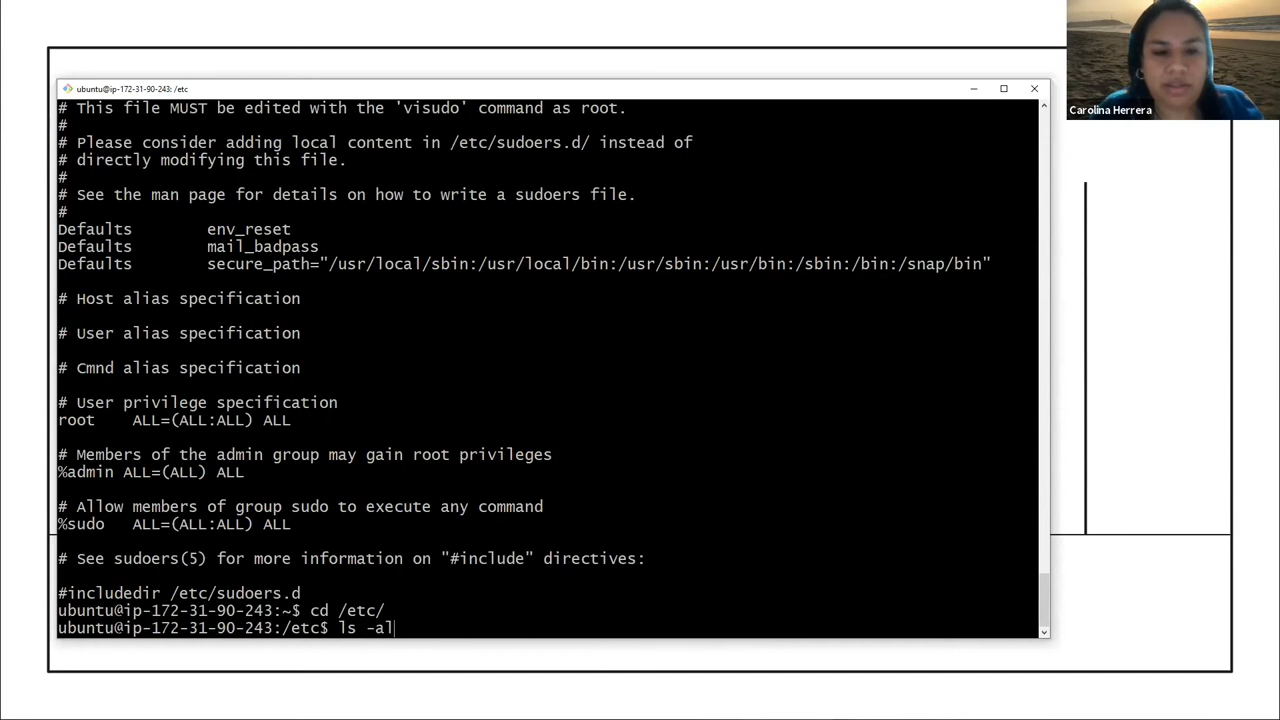 ubuntu@ip-172-31-90-243: /etc
# This file MUST be edited with the 'visudo' command as root.
#
# Please consider adding local content in /etc/sudoers.d/ instead of
# directly modifying this file.
#
# See the man page for details on how to write a sudoers file.
#
Defaults        env_reset
Defaults        mail_badpass
Defaults        secure_path="/usr/local/sbin:/usr/local/bin:/usr/sbin:/usr/bin:/sbin:/bin:/snap/bin"
# Host alias specification
# User alias specification
# Cmnd alias specification
# User privilege specification
root    ALL=(ALL:ALL) ALL
# Members of the admin group may gain root privileges
%admin ALL=(ALL) ALL
# Allow members of group sudo to execute any command
%sudo   ALL=(ALL:ALL) ALL
# See sudoers(5) for more information on "#include" directives:
#includedir /etc/sudoers.d
ubuntu@ip-172-31-90-243:~$ cd /etc/
ubuntu@ip-172-31-90-243:/etc$ ls -al
Carolina Herrera